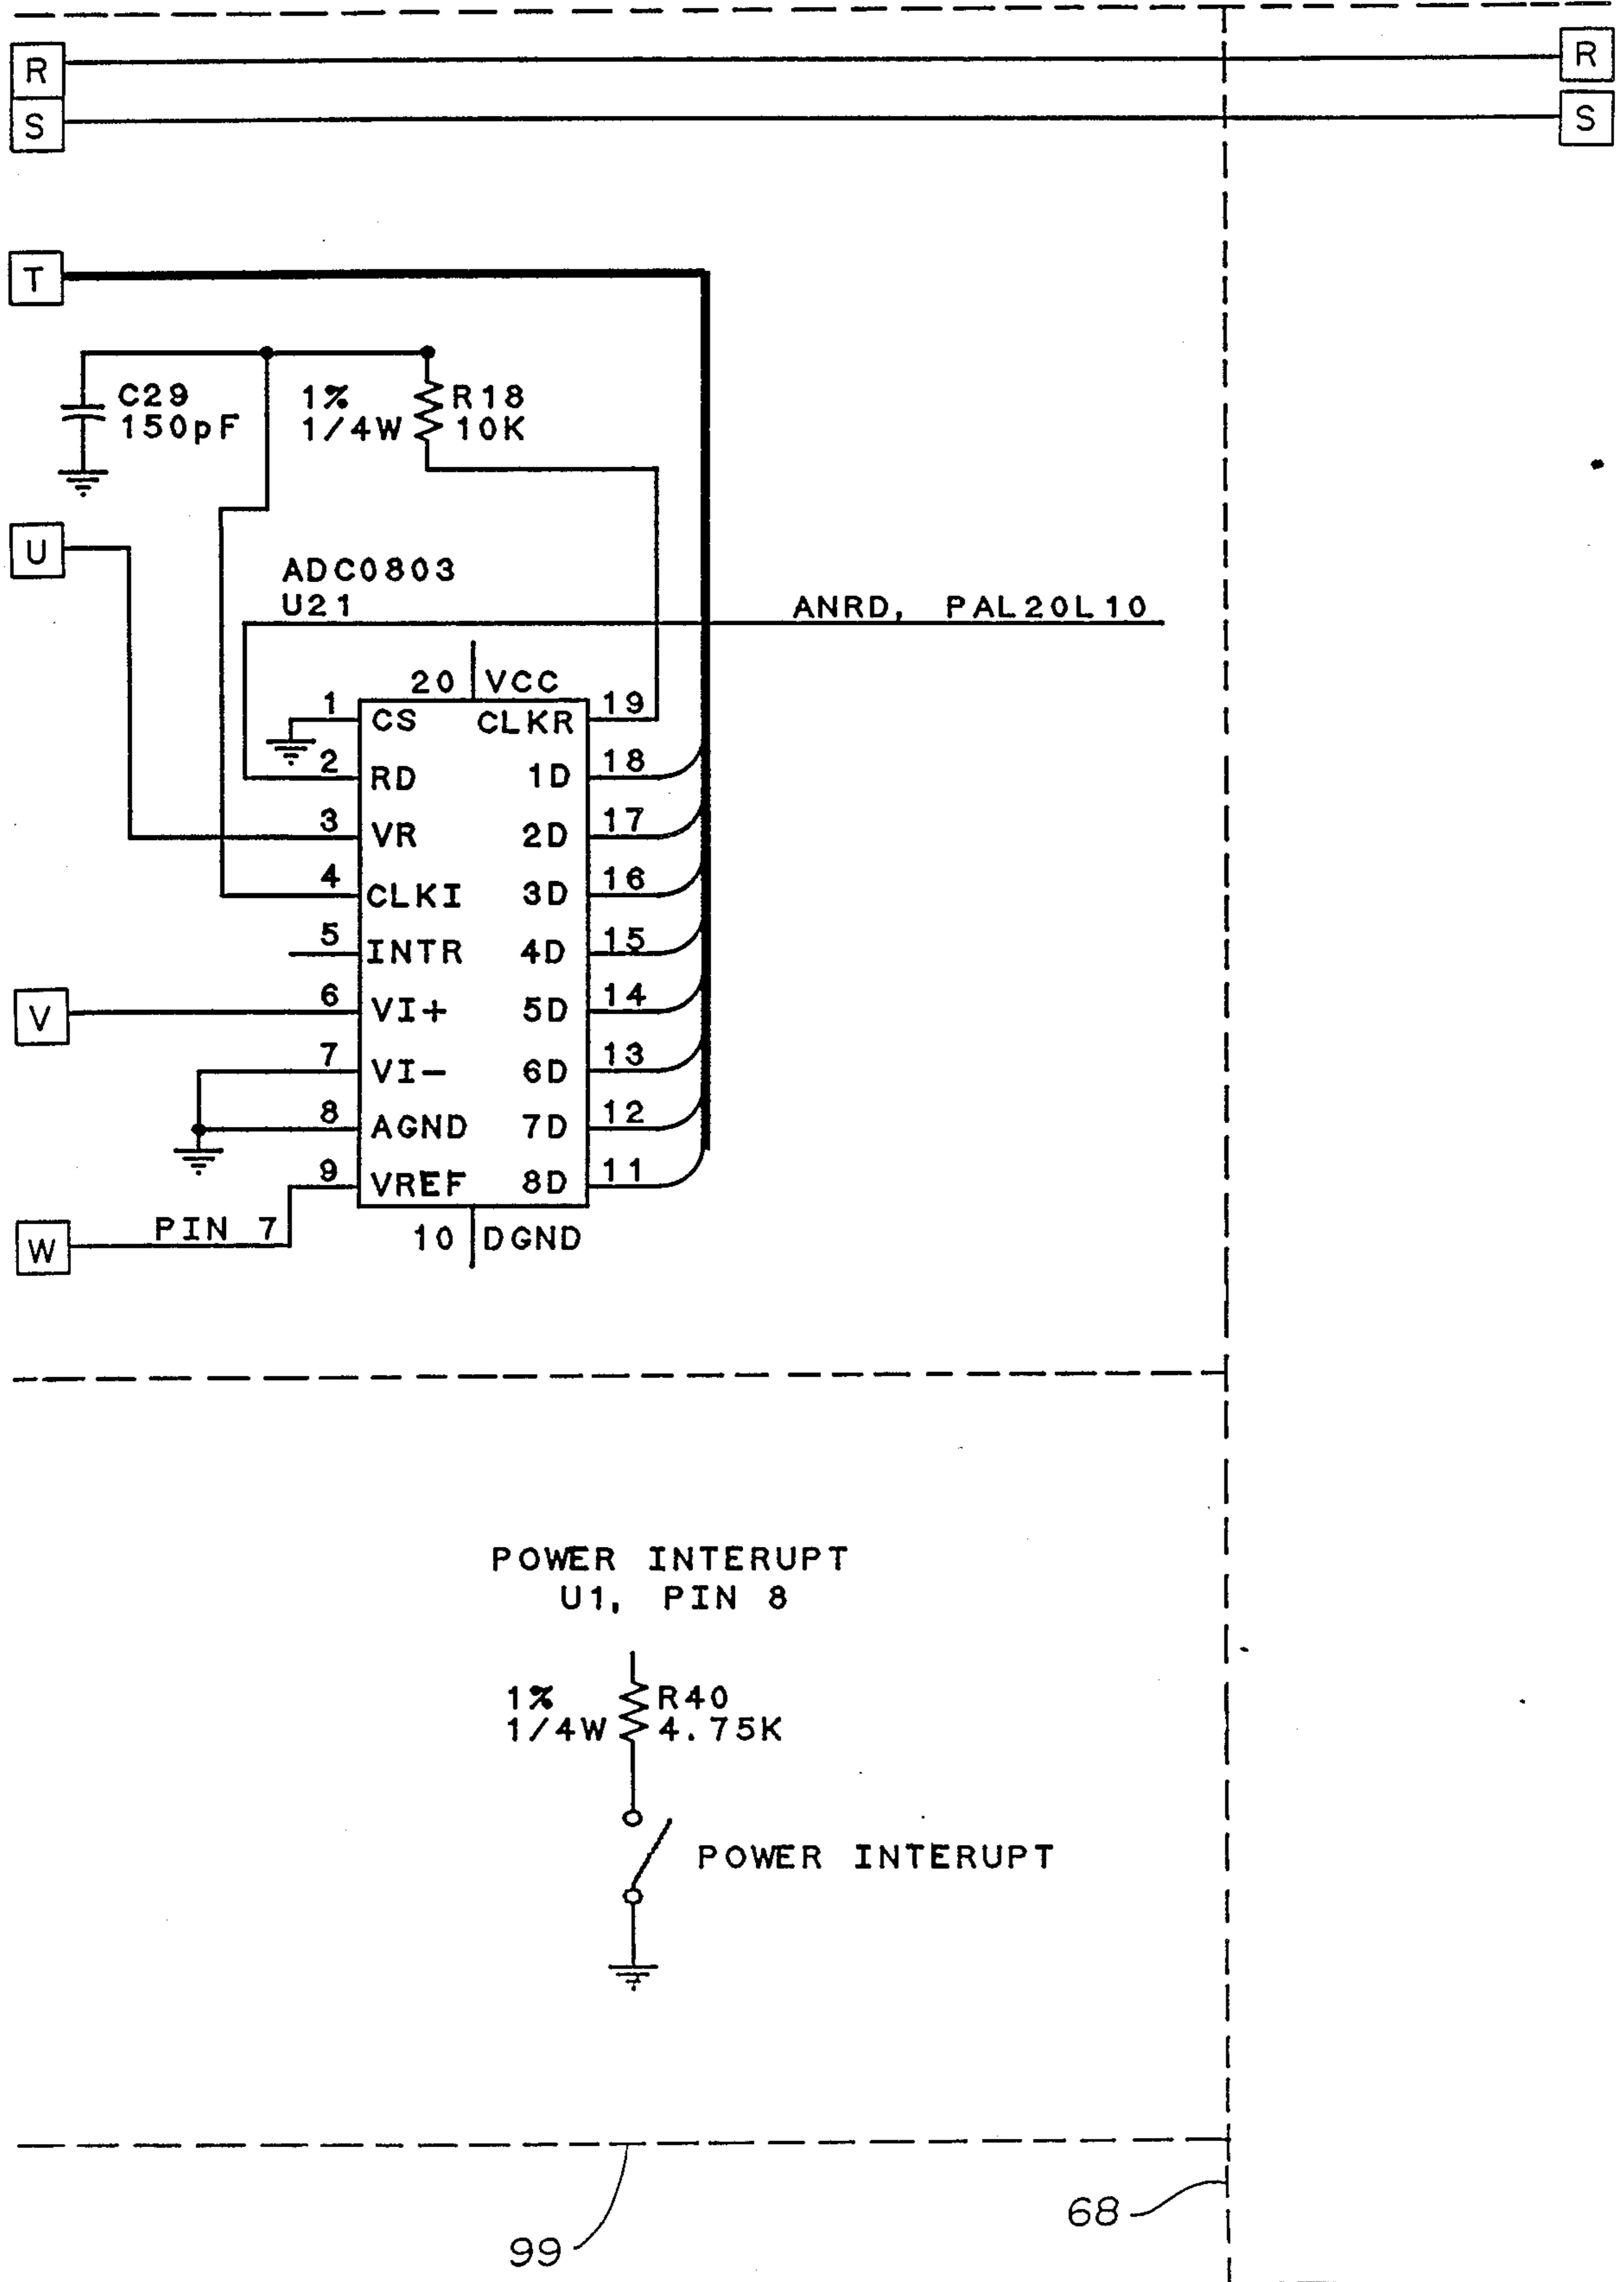 R
R
S
S
T
C29
150pF
1%
1/4W
R18
10K
U
ADC0803
U21
ANRD, PAL20L10
20 VCC
1 CS CLKR 19
2 RD 1D 18
3 VR 2D 17
4 CLKI 3D 16
5 INTR 4D 15
V
6 VI+ 5D 14
7 VI- 6D 13
8 AGND 7D 12
9 VREF 8D 11
W
PIN 7
10 DGND
POWER INTERUPT
U1, PIN 8
1%
1/4W
R40
4.75K
POWER INTERUPT
68
99